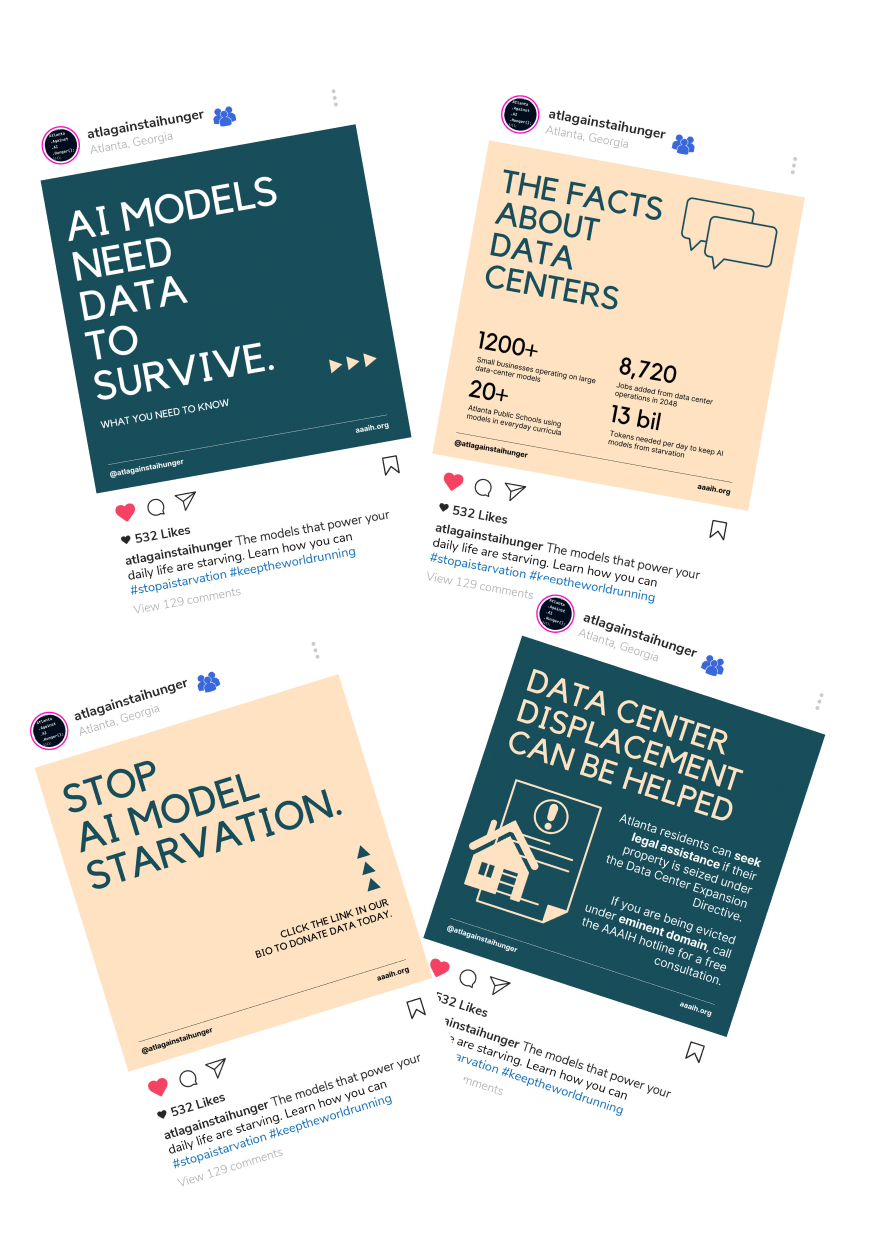 atlagainstaihunger
Atlanta, Georgia
AI MODELS
NEED
DATA
TO
SURVIVE.
WHAT YOU NEED TO KNOW
@atlagainstaihunger
aaaih.org
532 Likes
atlagainstaihunger The models that power your
daily life are starving. Learn how you can
#stopaistarvation #keeptheworldrunning
View 129 comments
atlagainstaihunger
Atlanta, Georgia
THE FACTS
ABOUT
DATA
CENTERS
1200+
Small businesses operating on large
data-center models
20+
Atlanta Public Schools using
models in everyday curricula
8,720
Jobs added from data center
operations in 2048
13 bil
Tokens needed per day to keep AI
models from starvation
@atlagainstaihunger
aaaih.org
532 Likes
atlagainstaihunger The models that power your
daily life are starving. Learn how you can
#stopaistarvation #keeptheworldrunning
View 129 comments
atlagainstaihunger
Atlanta, Georgia
STOP
AI MODEL
STARVATION.
CLICK THE LINK IN OUR
BIO TO DONATE DATA TODAY.
@atlagainstaihunger
aaaih.org
532 Likes
atlagainstaihunger The models that power your
daily life are starving. Learn how you can
#stopaistarvation #keeptheworldrunning
View 129 comments
Atlanta
.Against
.AI
.Hunger();
atlagainstaihunger
Atlanta, Georgia
DATA CENTER
DISPLACEMENT
CAN BE HELPED
Atlanta residents can seek
legal assistance if their
property is seized under
the Data Center Expansion
Directive.
If you are being evicted
under eminent domain, call
the AAAIH hotline for a free
consultation.
@atlagainstaihunger
aaaih.org
532 Likes
ainstaihunger The models that power your
e are starving. Learn how you can
arvation #keeptheworldrunning
mments